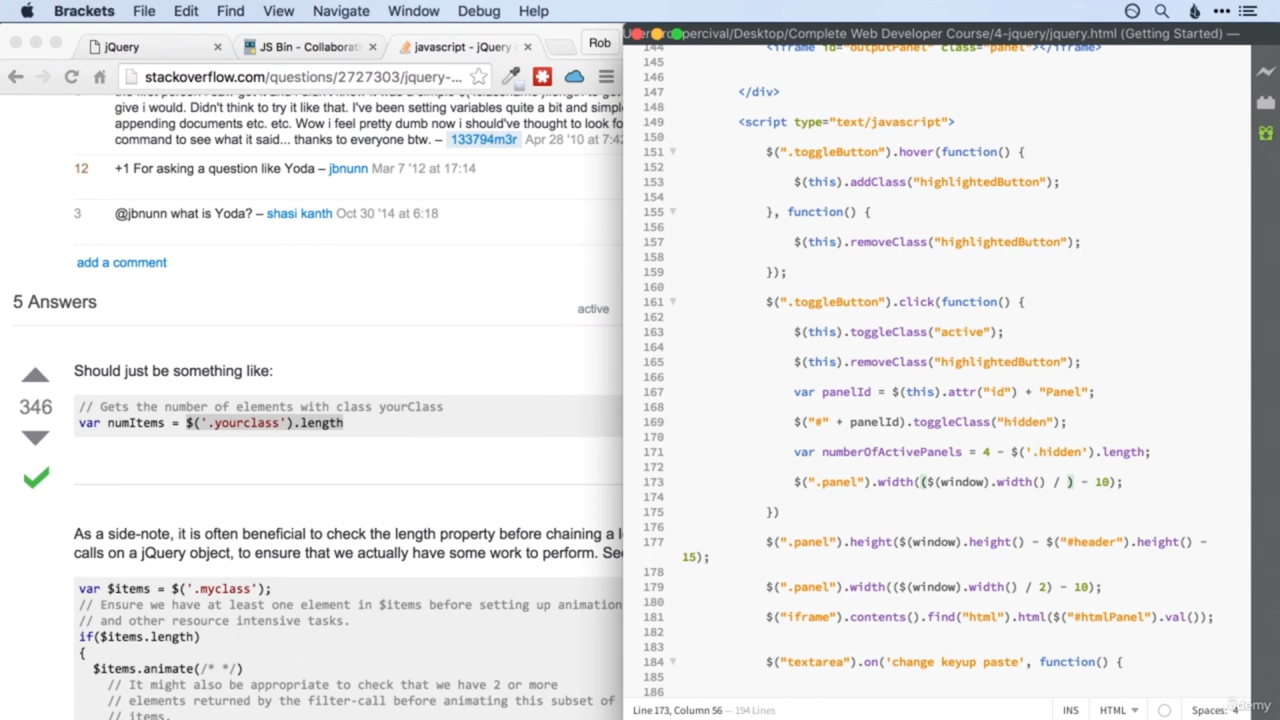 Brackets File Edit Find View Navigate Window Debug Help
jQuery
JS Bin - Collaborati
javascript - jQuery
Rob
stackoverflow.com/questions/2727303/jquery-...
give i would. Didn't think to try it like that. I've been setting variables quite a bit and simple
appending documents etc. etc. Wow i feel pretty dumb now i should've thought to look fo
command to see what it said... thanks to everyone btw. – 133794m3r Apr 28 '10 at 7:42
12 +1 For asking a question like Yoda – jbnunn Mar 7 '12 at 17:14
3 @jbnunn what is Yoda? – shasi kanth Oct 30 '14 at 6:18
add a comment
5 Answers
active
346
Should just be something like:
// Gets the number of elements with class yourClass
var numItems = $('.yourclass').length
As a side-note, it is often beneficial to check the length property before chaining a l
calls on a jQuery object, to ensure that we actually have some work to perform. See
var $items = $('.myclass');
// Ensure we have at least one element in $items before setting up animation
// and other resource intensive tasks.
if($items.length)
{
$items.animate(/* */)
// It might also be appropriate to check that we have 2 or more
// elements returned by the filter-call before animating this subset of
// items.
percival/Desktop/Complete Web Developer Course/4-jquery/jquery.html (Getting Started) —
144 <iframe id="outputPanel" class="panel"></iframe>
145
146
147 </div>
148
149 <script type="text/javascript">
150
151 $(".toggleButton").hover(function() {
152
153 $(this).addClass("highlightedButton");
154
155 }, function() {
156
157 $(this).removeClass("highlightedButton");
158
159 });
160
161 $(".toggleButton").click(function() {
162
163 $(this).toggleClass("active");
164
165 $(this).removeClass("highlightedButton");
166
167 var panelId = $(this).attr("id") + "Panel";
168
169 $("#" + panelId).toggleClass("hidden");
170
171 var numberOfActivePanels = 4 - $('.hidden').length;
172
173 $(".panel").width(($(window).width() / ) - 10);
174
175 })
176
177 $(".panel").height($(window).height() - $("#header").height() -
15);
178
179 $(".panel").width(($(window).width() / 2) - 10);
180
181 $("iframe").contents().find("html").html($("#htmlPanel").val());
182
183
184 $("textarea").on('change keyup paste', function() {
185
186
Line 173, Column 56 — 194 Lines
INS HTML Spaces: 4
ûdemy